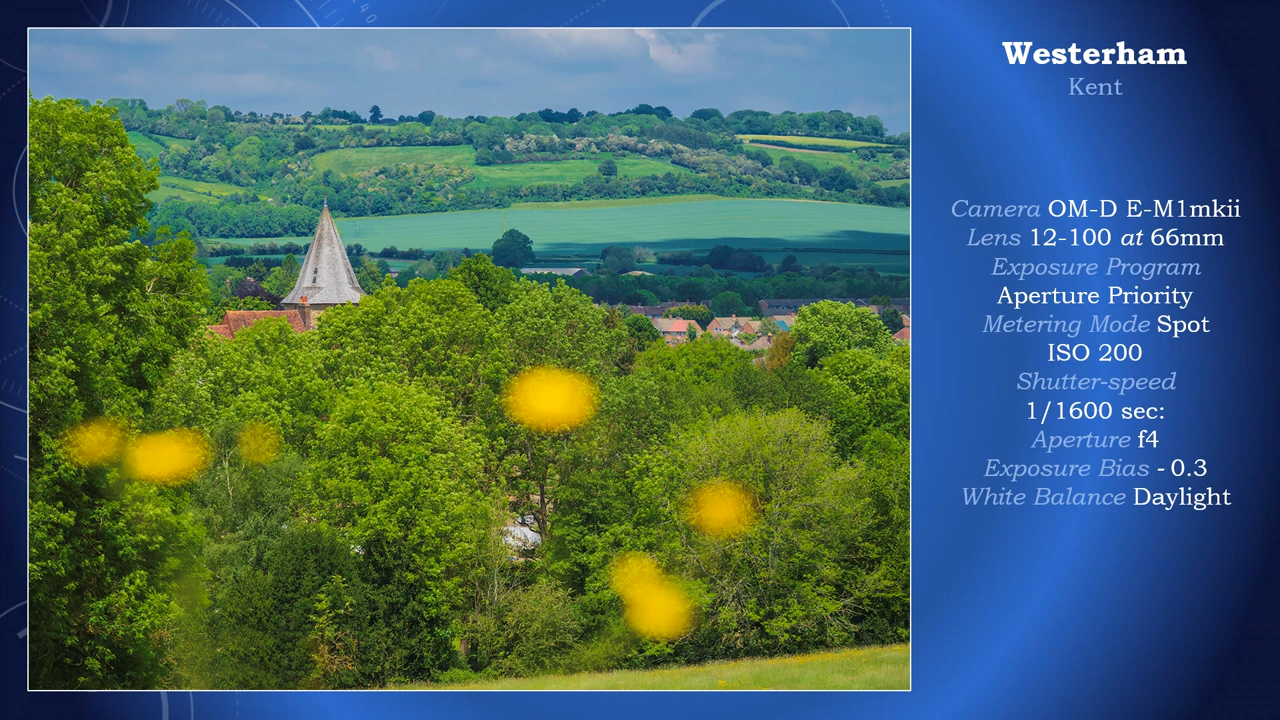 Westerham
Kent
Camera OM-D E-M1mkii
Lens 12-100 at 66mm
Exposure Program
Aperture Priority
Metering Mode Spot
ISO 200
Shutter-speed
1/1600 sec:
Aperture f4
Exposure Bias - 0.3
White Balance Daylight
40